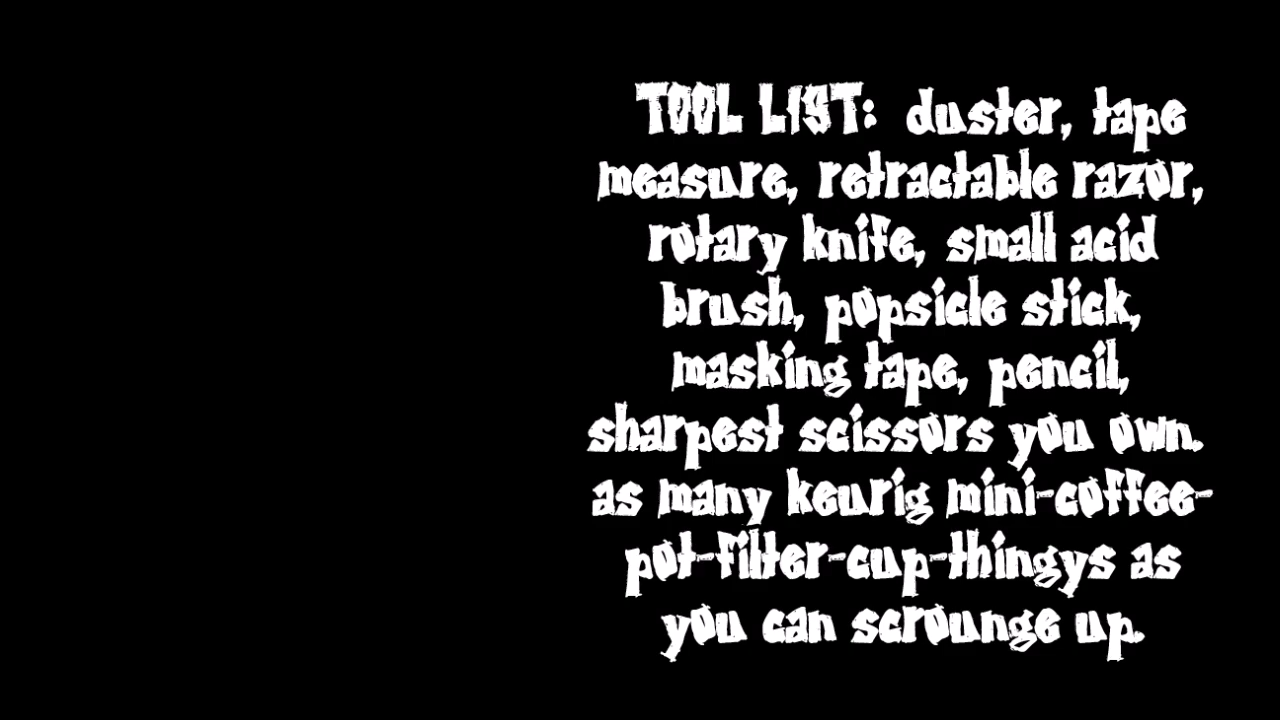 TOOL LIST: duster, tape
measure, retractable razor,
rotary knife, small acid
brush, popsicle stick,
masking tape, pencil,
sharpest scissors you own.
as many keurig mini-coffee-
pot-filter-cup-thingys as
you can scrounge up.